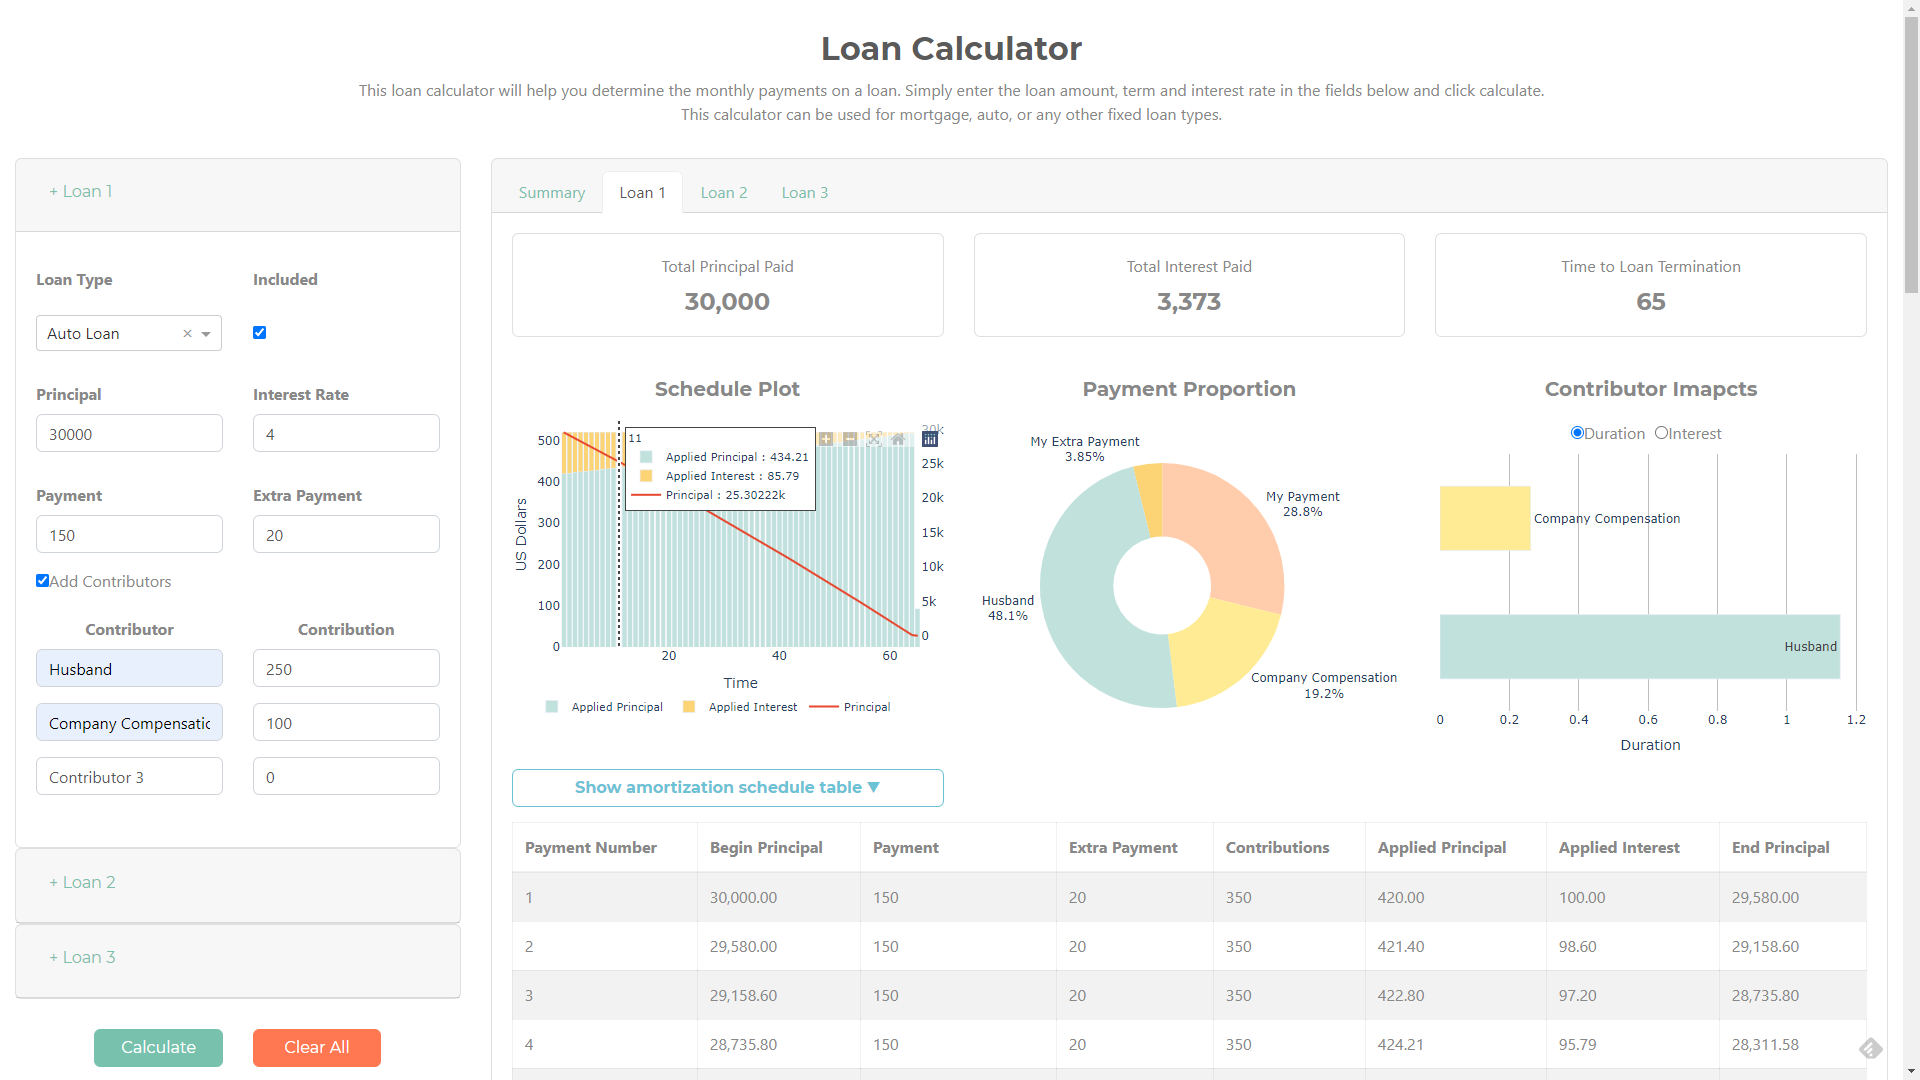 Loan Calculator
This loan calculator will help you determine the monthly payments on a loan. Simply enter the loan amount, term and interest rate in the fields below and click calculate.
This calculator can be used for mortgage, auto, or any other fixed loan types.
+ Loan 1
Loan Type Included
Auto Loan × 
Principal Interest Rate
30000 4
Payment Extra Payment
150 20
Add Contributors
Contributor Contribution
Husband 250
Company Compensatic 100
Contributor 3 0
+ Loan 2
+ Loan 3
Calculate Clear All
Summary Loan 1 Loan 2 Loan 3
Total Principal Paid
30,000
Total Interest Paid
3,373
Time to Loan Termination
65
Schedule Plot
500
400
300
200
100
0
US Dollars
11
Applied Principal : 434.21
Applied Interest : 85.79
Principal : 25.30222k
30k
25k
20k
15k
10k
5k
0
20 40 60
Time
Applied Principal Applied Interest Principal
Payment Proportion
My Extra Payment
3.85%
My Payment
28.8%
Husband
48.1%
Company Compensation
19.2%
Contributor Imapcts
Duration Interest
Company Compensation
Husband
0 0.2 0.4 0.6 0.8 1 1.2
Duration
Show amortization schedule table ▼
Payment Number Begin Principal Payment Extra Payment Contributions Applied Principal Applied Interest End Principal
1 30,000.00 150 20 350 420.00 100.00 29,580.00
2 29,580.00 150 20 350 421.40 98.60 29,158.60
3 29,158.60 150 20 350 422.80 97.20 28,735.80
4 28,735.80 150 20 350 424.21 95.79 28,311.58